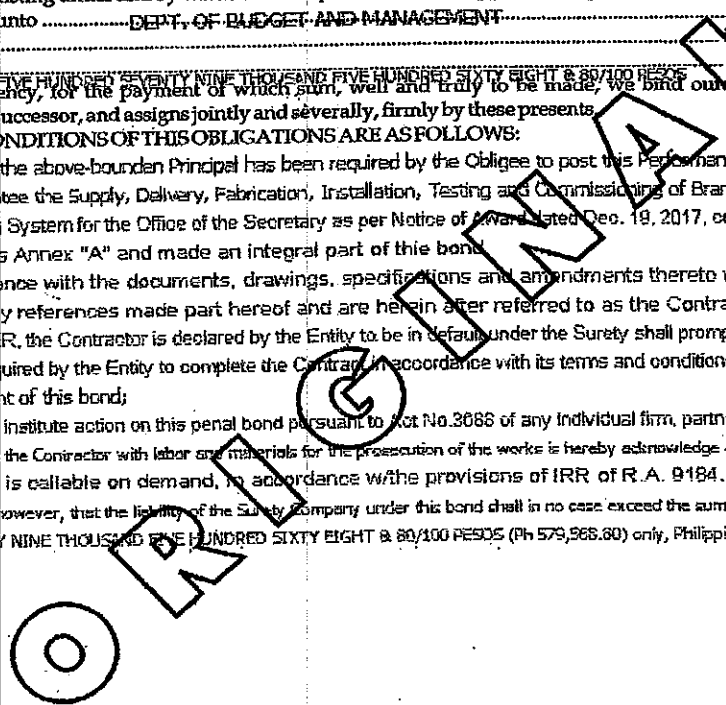 unto ................DEPT. OF BUDGET AND MANAGEMENT
FIVE HUNDRED SEVENTY NINE THOUSAND FIVE HUNDRED SIXTY EIGHT & 80/100 PESOS
ency, for the payment of which sum, well and truly to be made, we bind our
uccessor, and assigns jointly and severally, firmly by these presents
ONDITIONS OF THIS OBLIGATIONS ARE AS FOLLOWS:
the above-bounden Principal has been required by the Obligee to post this Performan
tee the Supply, Delivery, Fabrication, Installation, Testing and Commissioning of Bran
System for the Office of the Secretary as per Notice of Award dated Dec. 19, 2017, co
s Annex "A" and made an integral part of this bond
nce with the documents, drawings, specifications and amendments thereto
y references made part hereof and are herein after referred to as the Contra
R, the Contractor is declared by the Entity to be in default under the Surety shall promp
uired by the Entity to complete the Contract in accordance with its terms and condition
nt of this bond;
institute action on this penal bond pursuant to Act No.3688 of any individual firm, partn
the Contractor with labor and materials for the prosecution of the works is hereby acknowledge
is callable on demand, in accordance w/the provisions of IRR of R.A. 9184.
owever, that the liability of the Surety Company under this bond shall in no case exceed the sum
Y NINE THOUSAND FIVE HUNDRED SIXTY EIGHT & 80/100 PESOS (Ph 579,568.80) only, Philippi
ORIGINAL